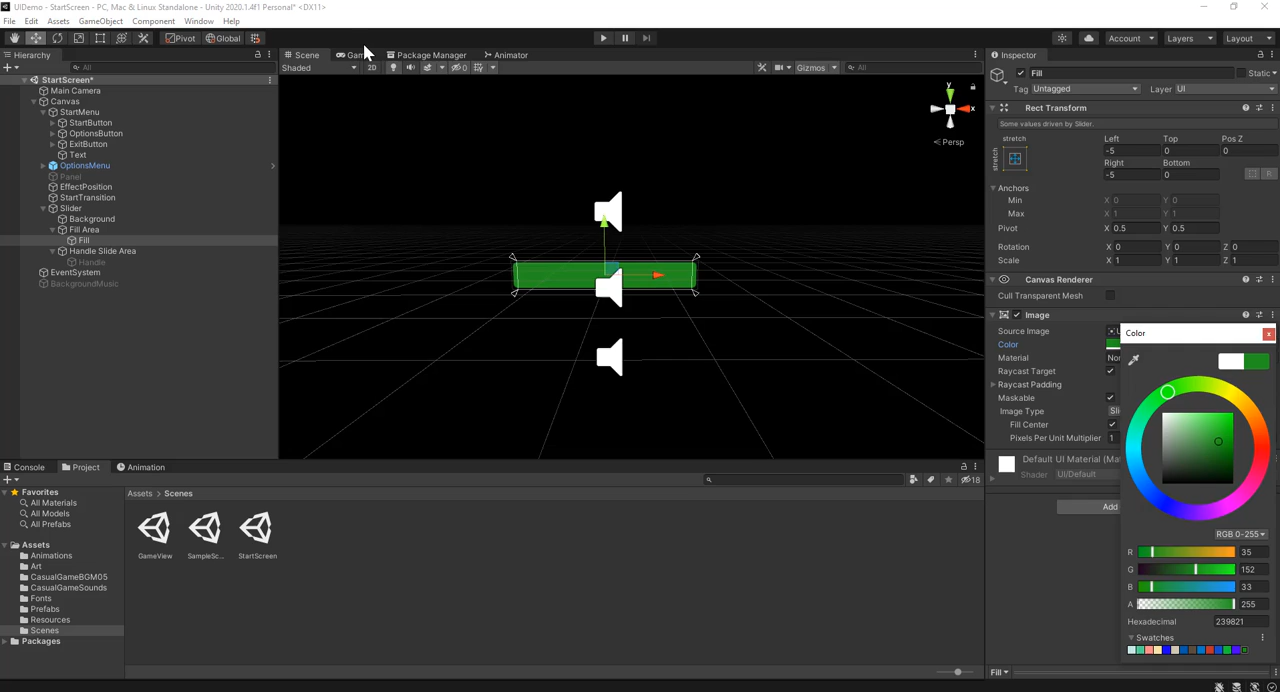 UIDemo - StartScreen - PC, Mac & Linux Standalone - Unity 2020.1.4f1 Personal* <DX11>
File Edit Assets GameObject Component Window Help
Pivot Global Account Layers Layout
Hierarchy
All
StartScreen*
Main Camera
Canvas
StartMenu
StartButton
OptionsButton
ExitButton
Text
OptionsMenu
Panel
EffectPosition
StartTransition
Slider
Background
Fill Area
Fill
Handle Slide Area
Handle
EventSystem
BackgroundMusic
Scene Package Manager Animator
Shaded 2D 0 Gizmos All
y
x
Persp
Inspector
Fill Static
Tag Untagged Layer UI
Rect Transform
Some values driven by Slider.
stretch Left Top Pos Z
stretch -5 0 0
Right Bottom
-5 0 R
Anchors
Min X 0 Y 0
Max X 1 Y 1
Pivot X 0.5 Y 0.5
Rotation X 0 Y 0 Z 0
Scale X 1 Y 1 Z 1
Canvas Renderer
Cull Transparent Mesh
Image
Source Image
Color
Material
Raycast Target
Raycast Padding
Maskable
Image Type
Fill Center
Pixels Per Unit Multiplier 1
Default UI Material (Ma
Shader UI/Default
Add
Fill
Color
RGB 0-255
R 35
G 152
B 33
A 255
Hexadecimal 239821
Swatches
Console Project Animation
18
Favorites
All Materials
All Models
All Prefabs
Assets
Animations
Art
CasualGameBGM05
CasualGameSounds
Fonts
Prefabs
Resources
Scenes
Packages
Assets > Scenes
GameView SampleSc... StartScreen